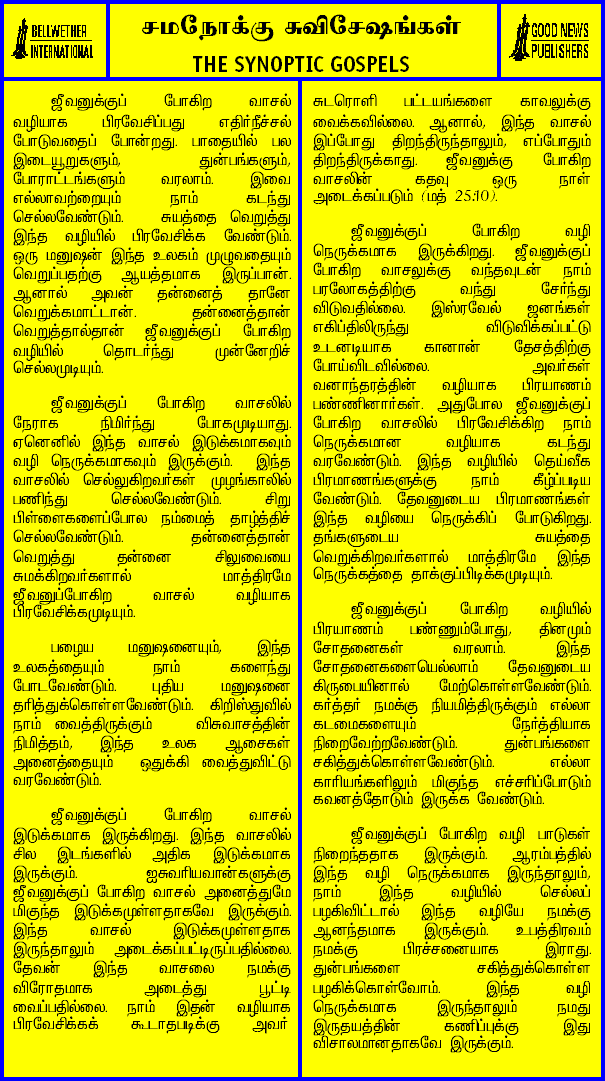 BELLWETHER
INTERNATIONAL
சமநோக்கு சுவிசேஷங்கள்
THE SYNOPTIC GOSPELS
GOOD NEWS
PUBLISHERS
ஜீவனுக்குப் போகிற வாசல்
வழியாக பிரவேசிப்பது எதிர்நீச்சல்
போடுவதைப் போன்றது. பாதையில் பல
இடையூறுகளும், துன்பங்களும்,
போராட்டங்களும் வரலாம். இவை
எல்லாவற்றையும் நாம் கடந்து
செல்லவேண்டும். சுயத்தை வெறுத்து
இந்த வழியில் பிரவேசிக்க வேண்டும்.
ஒரு மனுஷன் இந்த உலகம் முழுவதையும்
வெறுப்பதற்கு ஆயத்தமாக இருப்பான்.
ஆனால் அவன் தன்னைத் தானே
வெறுக்கமாட்டான். தன்னைத்தான்
வெறுத்தால்தான் ஜீவனுக்குப் போகிற
வழியில் தொடர்ந்து முன்னேறிச்
செல்லமுடியும்.
ஜீவனுக்குப் போகிற வாசலில்
நேராக நிமிர்ந்து போகமுடியாது.
ஏனெனில் இந்த வாசல் இடுக்கமாகவும்
வழி நெருக்கமாகவும் இருக்கும். இந்த
வாசலில் செல்லுகிறவர்கள் முழங்காலில்
பணிந்து செல்லவேண்டும். சிறு
பிள்ளைகளைப்போல நம்மைத் தாழ்த்திச்
செல்லவேண்டும். தன்னைத்தான்
வெறுத்து தன்னை சிலுவையை
சுமக்கிறவர்களால் மாத்திரமே
ஜீவனுப்போகிற வாசல் வழியாக
பிரவேசிக்கமுடியும்.
பழைய மனுஷனையும், இந்த
உலகத்தையும் நாம் களைந்து
போடவேண்டும். புதிய மனுஷனை
தரித்துக்கொள்ளவேண்டும். கிறிஸ்துவில்
நாம் வைத்திருக்கும் விசுவாசத்தின்
நிமித்தம், இந்த உலக ஆசைகள்
அனைத்தையும் ஒதுக்கி வைத்துவிட்டு
வரவேண்டும்.
ஜீவனுக்குப் போகிற வாசல்
இடுக்கமாக இருக்கிறது. இந்த வாசலில்
சில இடங்களில் அதிக இடுக்கமாக
இருக்கும். ஐசுவரியவான்களுக்கு
ஜீவனுக்குப் போகிற வாசல் அனைத்துமே
மிகுந்த இடுக்கமுள்ளதாகவே இருக்கும்.
இந்த வாசல் இடுக்கமுள்ளதாக
இருந்தாலும் அடைக்கப்பட்டிருப்பதில்லை.
தேவன் இந்த வாசலை நமக்கு
விரோதமாக அடைத்து பூட்டி
வைப்பதில்லை. நாம் இதன் வழியாக
பிரவேசிக்கக் கூடாதபடிக்கு அவர்
சுடரொளி பட்டயங்களை காவலுக்கு
வைக்கவில்லை. ஆனால், இந்த வாசல்
இப்போது திறந்திருந்தாலும், எப்போதும்
திறந்திருக்காது. ஜீவனுக்கு போகிற
வாசலின் கதவு ஒரு நாள்
அடைக்கப்படும் (மத் 25:10).
ஜீவனுக்குப் போகிற வழி
நெருக்கமாக இருக்கிறது. ஜீவனுக்குப்
போகிற வாசலுக்கு வந்தவுடன் நாம்
பரலோகத்திற்கு வந்து சேர்ந்து
விடுவதில்லை. இஸ்ரவேல் ஜனங்கள்
எகிப்திலிருந்து விடுவிக்கப்பட்டு
உடனடியாக கானான் தேசத்திற்கு
போய்விடவில்லை. அவர்கள்
வனாந்தரத்தின் வழியாக பிரயாணம்
பண்ணினார்கள். அதுபோல ஜீவனுக்குப்
போகிற வாசலில் பிரவேசிக்கிற நாம்
நெருக்கமான வழியாக கடந்து
வரவேண்டும். இந்த வழியில் தெய்வீக
பிரமாணங்களுக்கு நாம் கீழ்ப்படிய
வேண்டும். தேவனுடைய பிரமாணங்கள்
இந்த வழியை நெருக்கிப் போடுகிறது.
தங்களுடைய சுயத்தை
வெறுக்கிறவர்களால் மாத்திரமே இந்த
நெருக்கத்தை தாக்குப்பிடிக்கமுடியும்.
ஜீவனுக்குப் போகிற வழியில்
பிரயாணம் பண்ணும்போது, தினமும்
சோதனைகள் வரலாம். இந்த
சோதனைகளையெல்லாம் தேவனுடைய
கிருபையினால் மேற்கொள்ளவேண்டும்.
கர்த்தர் நமக்கு நியமித்திருக்கும் எல்லா
கடமைகளையும் நேர்த்தியாக
நிறைவேற்றவேண்டும். துன்பங்களை
சகித்துக்கொள்ளவேண்டும். எல்லா
காரியங்களிலும் மிகுந்த எச்சரிப்போடும்
கவனத்தோடும் இருக்க வேண்டும்.
ஜீவனுக்குப் போகிற வழி பாடுகள்
நிறைந்ததாக இருக்கும். ஆரம்பத்தில்
இந்த வழி நெருக்கமாக இருந்தாலும்,
நாம் இந்த வழியில் செல்லப்
பழகிவிட்டால் இந்த வழியே நமக்கு
ஆனந்தமாக இருக்கும். உபத்திரவம்
நமக்கு பிரச்சனையாக இராது.
துன்பங்களை சகித்துக்கொள்ள
பழகிக்கொள்வோம். இந்த வழி
நெருக்கமாக இருந்தாலும் நமது
இருதயத்தின் கணிப்புக்கு இது
விசாலமானதாகவே இருக்கும்.